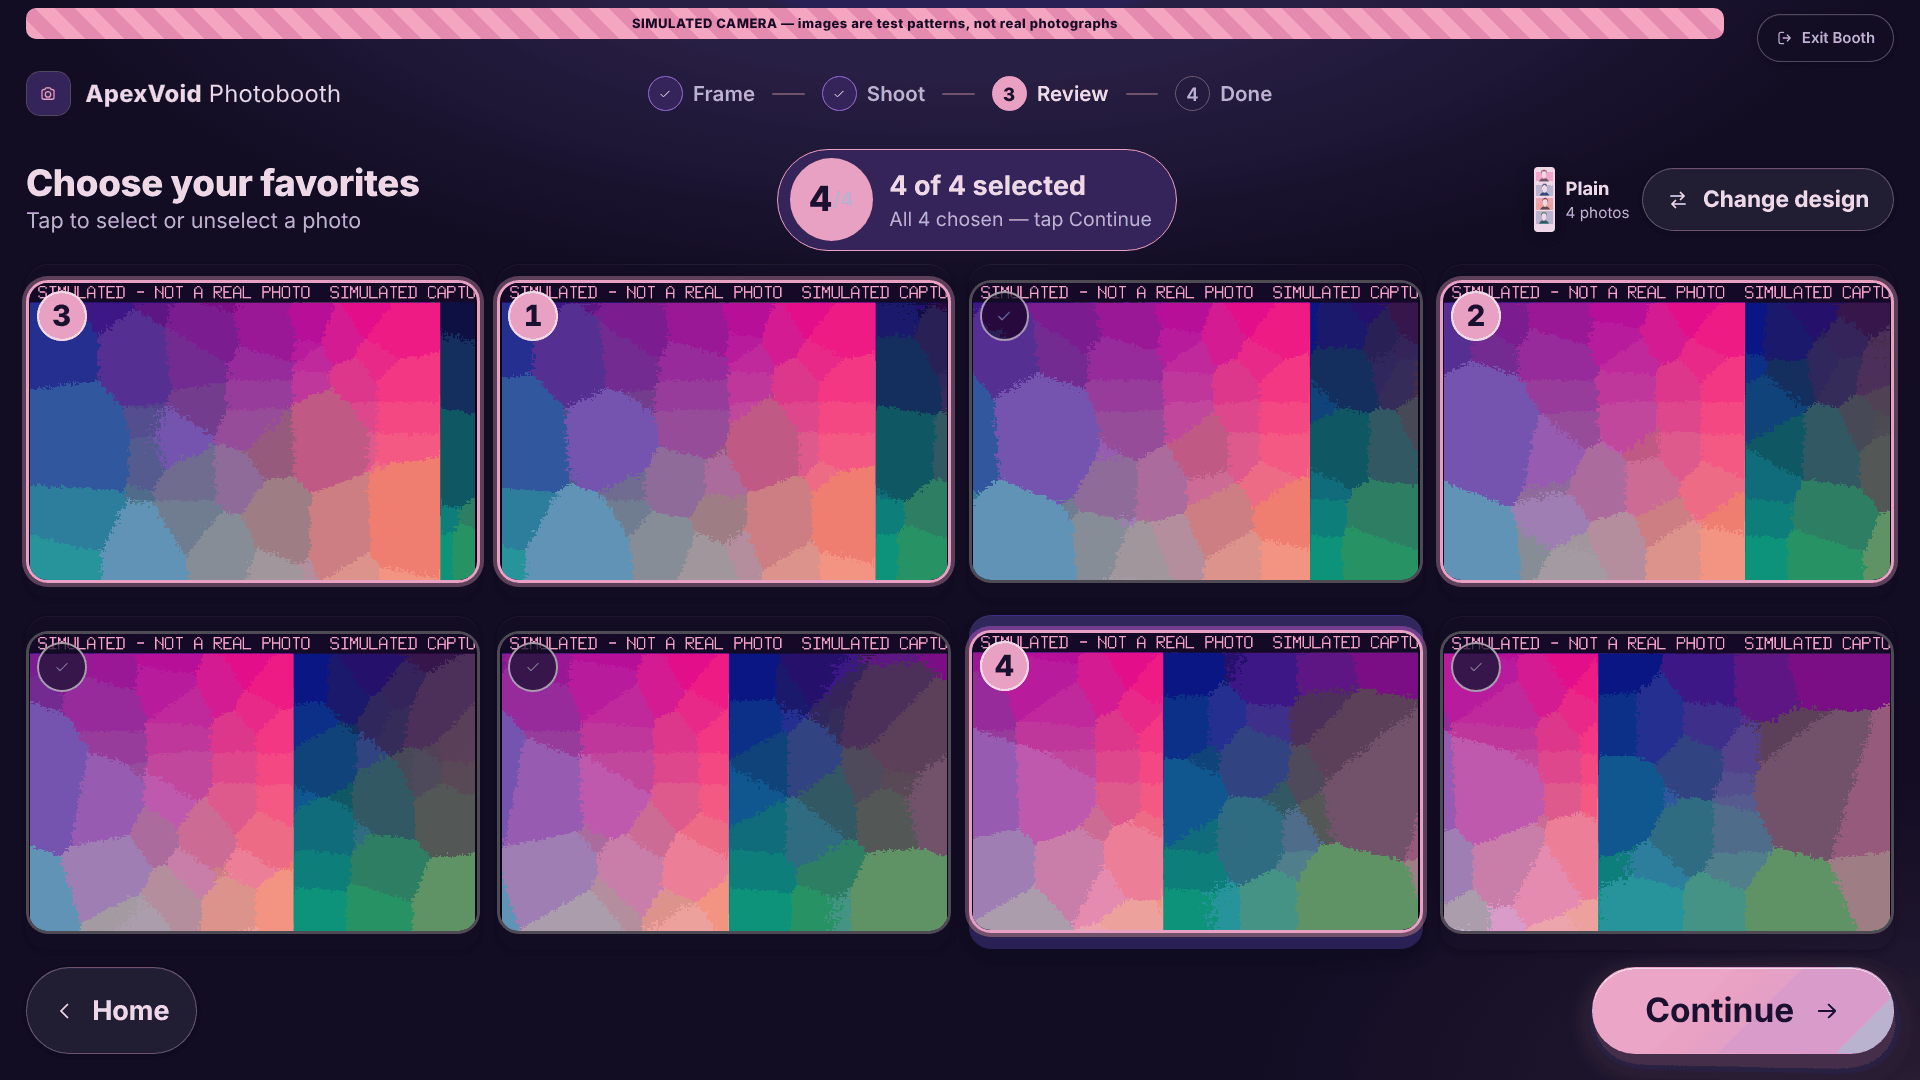 SIMULATED CAMERA — images are test patterns, not real photographs
Exit Booth
ApexVoid Photobooth
Frame
Shoot
3 Review
4 Done
Choose your favorites
Tap to select or unselect a photo
4/4
4 of 4 selected
All 4 chosen — tap Continue
Plain
4 photos
Change design
SIMULATED - NOT A REAL PHOTO SIMULATED CAPTU
3
SIMULATED - NOT A REAL PHOTO SIMULATED CAPTU
1
SIMULATED - NOT A REAL PHOTO SIMULATED CAPTU
SIMULATED - NOT A REAL PHOTO SIMULATED CAPTU
2
SIMULATED - NOT A REAL PHOTO SIMULATED CAPTU
SIMULATED - NOT A REAL PHOTO SIMULATED CAPTU
SIMULATED - NOT A REAL PHOTO SIMULATED CAPTU
4
SIMULATED - NOT A REAL PHOTO SIMULATED CAPTU
Home
Continue